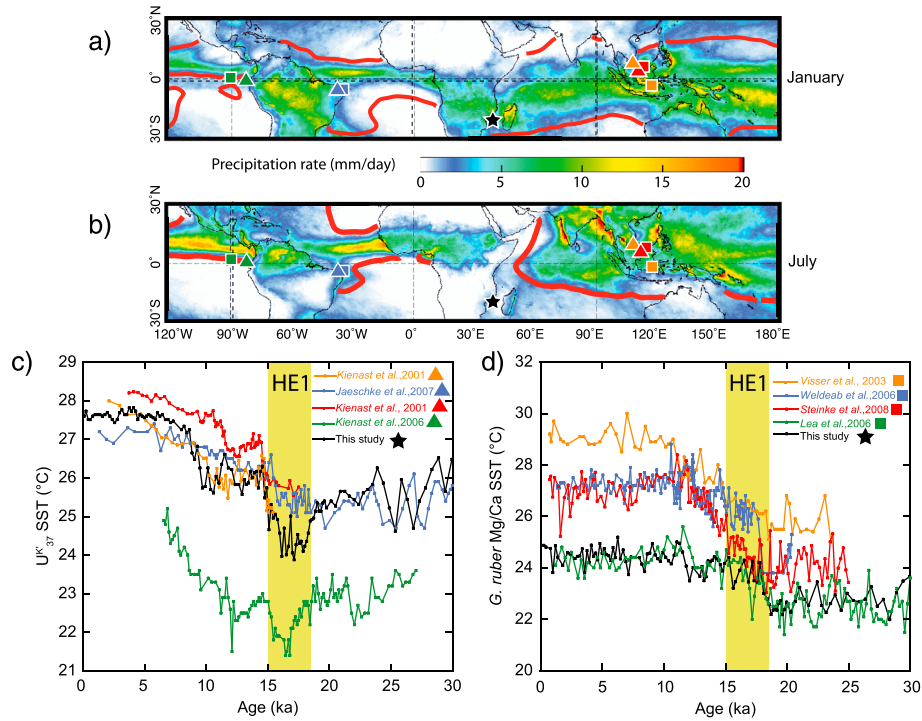 a)
30˚N
0˚
30˚S
January
Precipitation rate (mm/day)
0 5 10 15 20
b)
30˚N
0˚
30˚S
July
120˚W 90˚W 60˚W 30˚W 0˚ 30˚E 60˚E 90˚E 120˚E 150˚E 180˚E
c)
HE1
Kienast et al.,2001
Jaeschke et al.,2007
Kienast et al., 2001
Kienast et al.,2006
This study
29
28
27
26
25
24
23
22
21
UK'37 SST (°C)
0 5 10 15 20 25 30
Age (ka)
d)
HE1
Visser et al., 2003
Weldeab et al.,2006
Steinke et al.,2008
Lea et al.,2006
This study
32
30
28
26
24
22
20
G. ruber Mg/Ca SST (°C)
0 5 10 15 20 25 30
Age (ka)